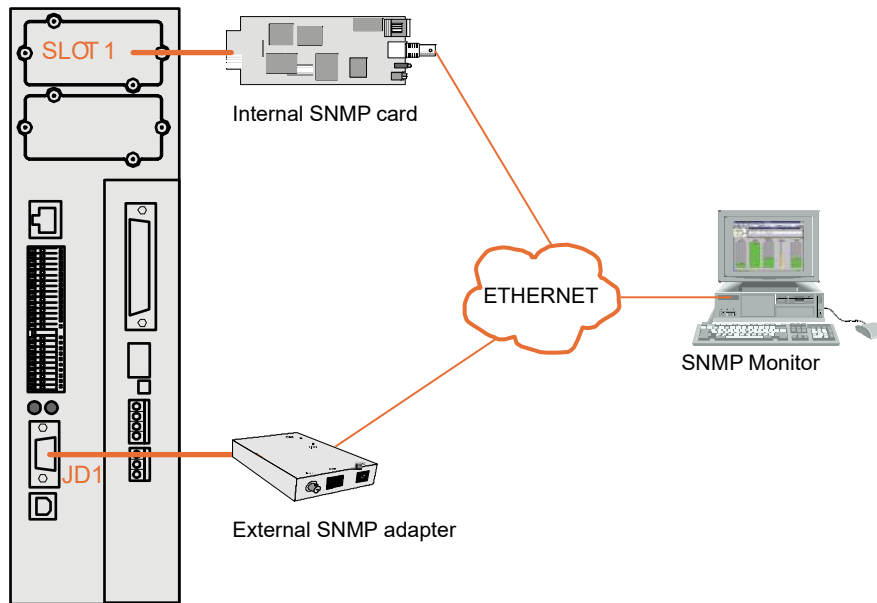 SLOT 1
Internal SNMP card
ETHERNET
SNMP Monitor
JD1
External SNMP adapter